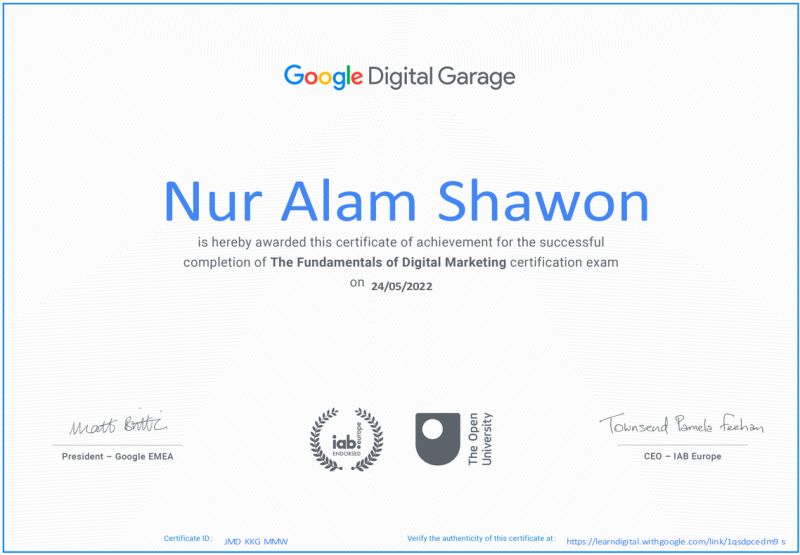 Google Digital Garage
Nur Alam Shawon
is hereby awarded this certificate of achievement for the successful
completion of The Fundamentals of Digital Marketing certification exam
on 24/05/2022
Matt Brittin
President – Google EMEA
iab.europe
ENDORSED
The Open
University
Townsend Pamela Feehan
CEO – IAB Europe
Certificate ID: JMD KKG MMW
Verify the authenticity of this certificate at: https://learndigital.withgoogle.com/link/1qsdpcedm9 s